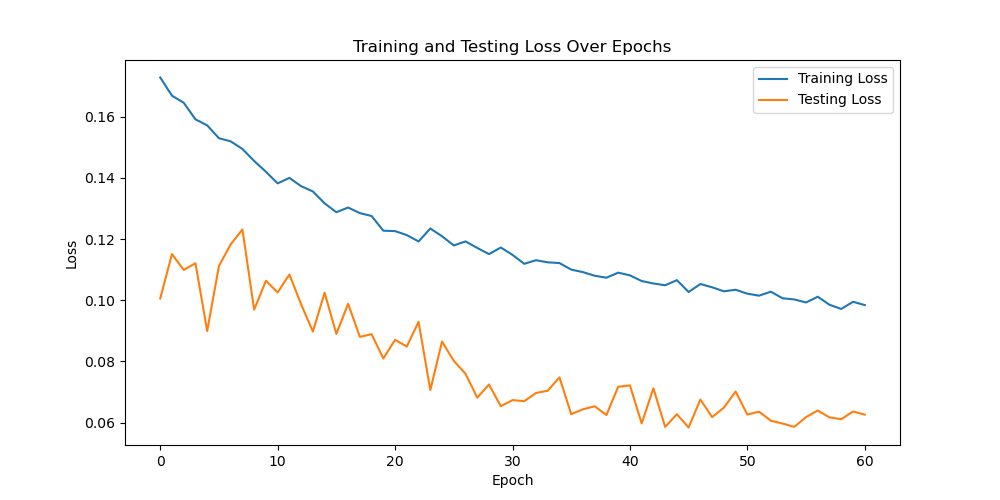 Training and Testing Loss Over Epochs
Training Loss
Testing Loss
0.16
0.14
0.12
0.10
0.08
0.06
Loss
0 10 20 30 40 50 60
Epoch